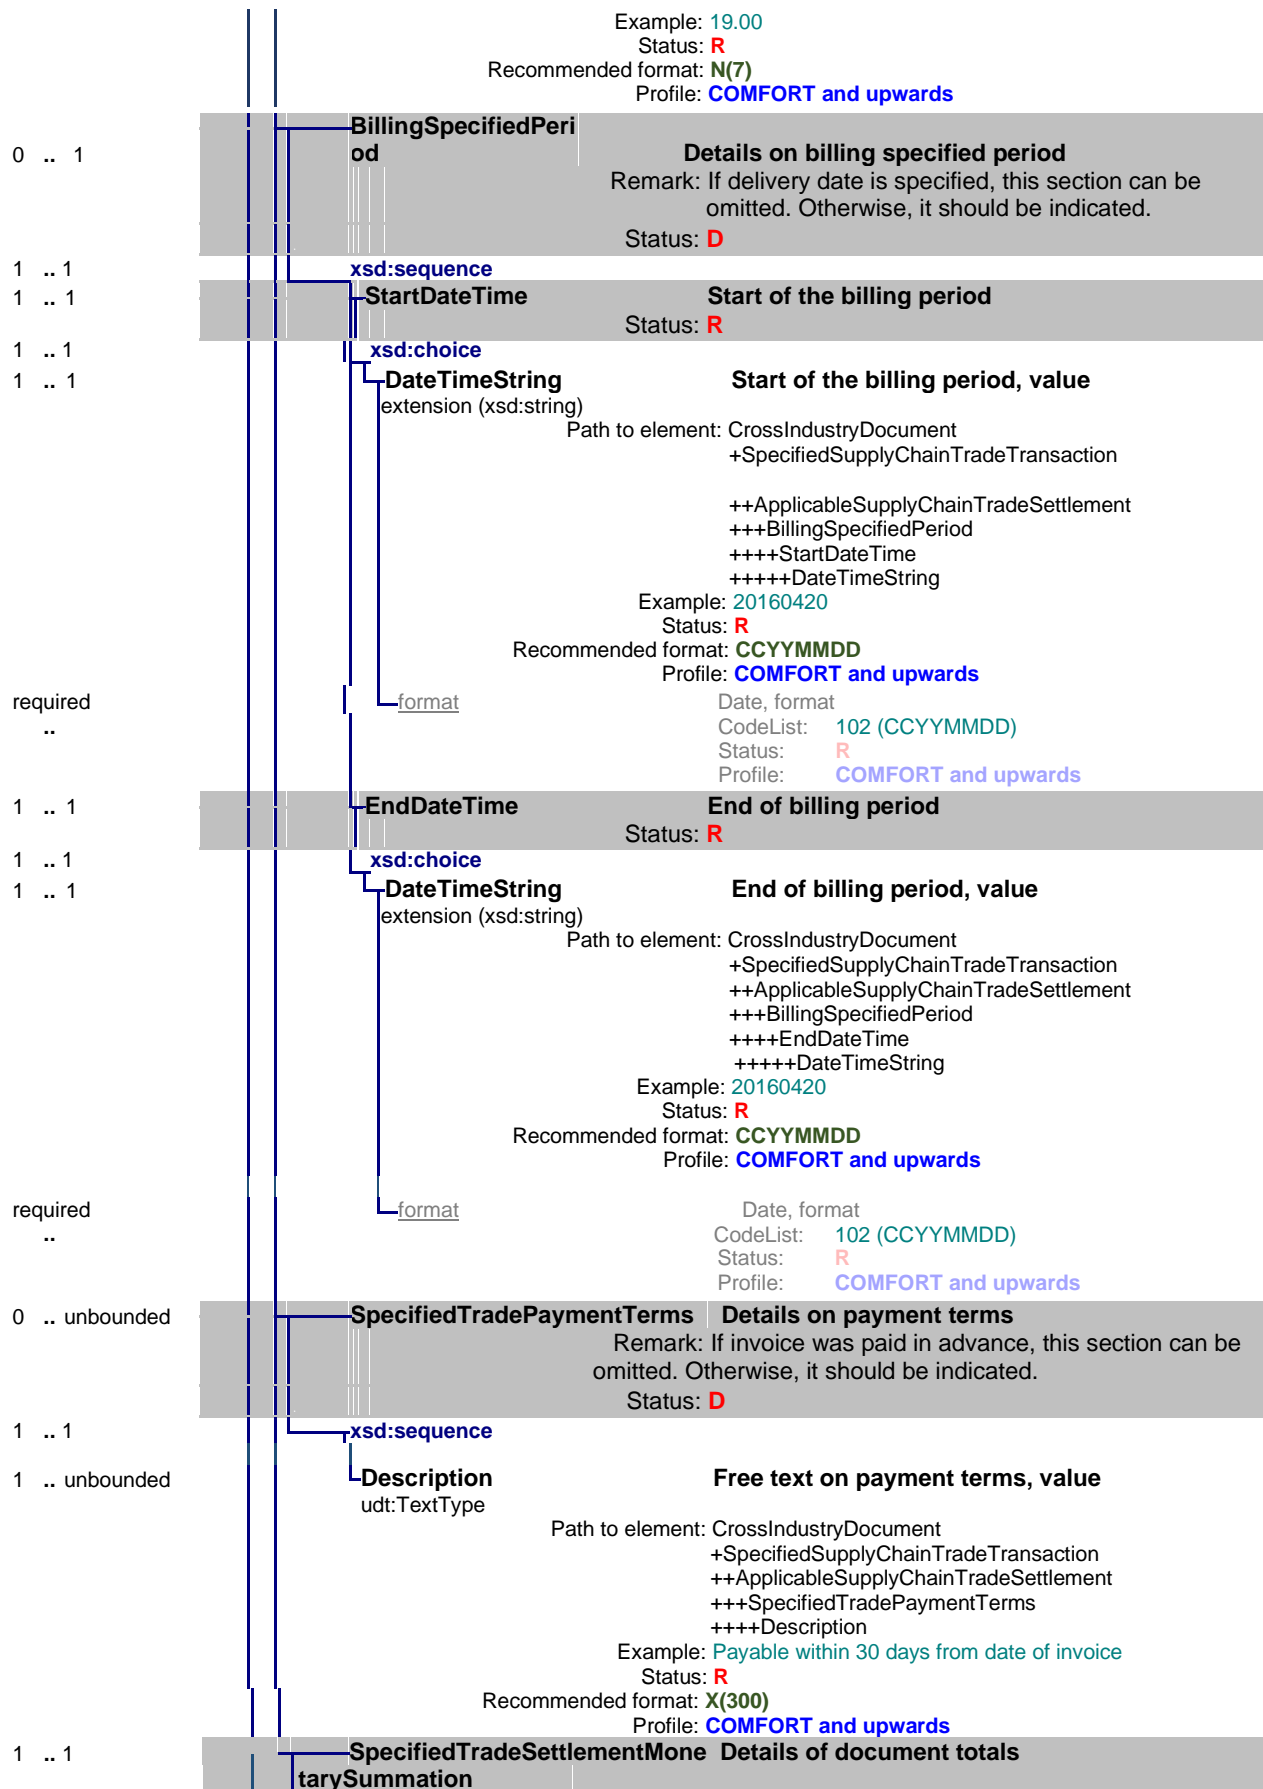 Example: 19.00
Status: R
Recommended format: N(7)
Profile: COMFORT and upwards
BillingSpecifiedPeri
0 .. 1 od Details on billing specified period
Remark: If delivery date is specified, this section can be
omitted. Otherwise, it should be indicated.
Status: D
1 .. 1 xsd:sequence
1 .. 1 StartDateTime Start of the billing period
Status: R
1 .. 1 xsd:choice
1 .. 1 DateTimeString Start of the billing period, value
extension (xsd:string)
Path to element: CrossIndustryDocument
+SpecifiedSupplyChainTradeTransaction
++ApplicableSupplyChainTradeSettlement
+++BillingSpecifiedPeriod
++++StartDateTime
+++++DateTimeString
Example: 20160420
Status: R
Recommended format: CCYYMMDD
Profile: COMFORT and upwards
required format Date, format
.. CodeList: 102 (CCYYMMDD)
Status: R
Profile: COMFORT and upwards
1 .. 1 EndDateTime End of billing period
Status: R
1 .. 1 xsd:choice
1 .. 1 DateTimeString End of billing period, value
extension (xsd:string)
Path to element: CrossIndustryDocument
+SpecifiedSupplyChainTradeTransaction
++ApplicableSupplyChainTradeSettlement
+++BillingSpecifiedPeriod
++++EndDateTime
+++++DateTimeString
Example: 20160420
Status: R
Recommended format: CCYYMMDD
Profile: COMFORT and upwards
required format Date, format
.. CodeList: 102 (CCYYMMDD)
Status: R
Profile: COMFORT and upwards
0 .. unbounded SpecifiedTradePaymentTerms Details on payment terms
Remark: If invoice was paid in advance, this section can be
omitted. Otherwise, it should be indicated.
Status: D
1 .. 1 xsd:sequence
1 .. unbounded Description Free text on payment terms, value
udt:TextType
Path to element: CrossIndustryDocument
+SpecifiedSupplyChainTradeTransaction
++ApplicableSupplyChainTradeSettlement
+++SpecifiedTradePaymentTerms
++++Description
Example: Payable within 30 days from date of invoice
Status: R
Recommended format: X(300)
Profile: COMFORT and upwards
1 .. 1 SpecifiedTradeSettlementMone Details of document totals
tarySummation